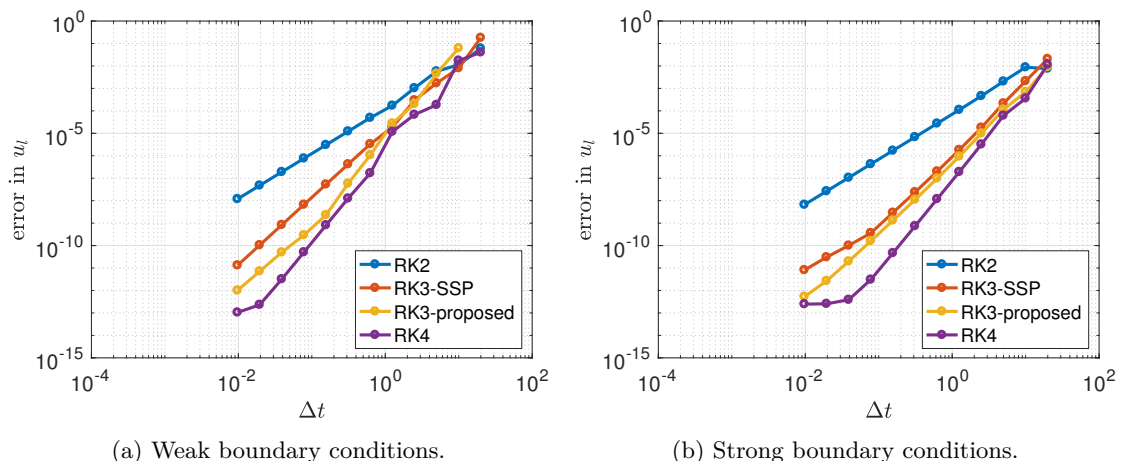 10^0
10^-5
10^-10
10^-15
error in u_l
RK2
RK3-SSP
RK3-proposed
RK4
10^-4
10^-2
10^0
10^2
Δt
(a) Weak boundary conditions.
10^0
10^-5
10^-10
10^-15
error in u_l
RK2
RK3-SSP
RK3-proposed
RK4
10^-4
10^-2
10^0
10^2
Δt
(b) Strong boundary conditions.